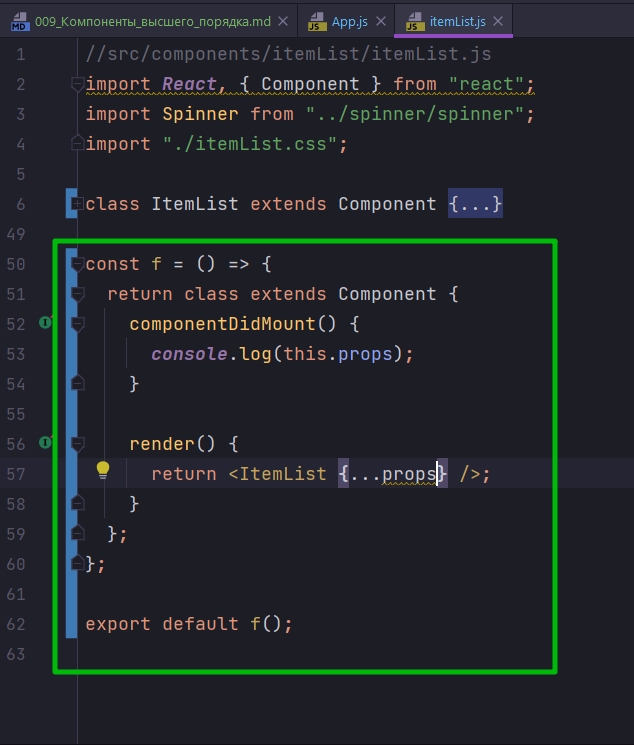 MD 009_Компоненты_высшего_порядка.md JS App.js JS itemList.js
1 //src/components/itemList/itemList.js
2 import React, { Component } from "react";
3 import Spinner from "../spinner/spinner";
4 import "./itemList.css";
5
6 class ItemList extends Component {...}
49
50 const f = () => {
51 return class extends Component {
52 componentDidMount() {
53 console.log(this.props);
54 }
55
56 render() {
57 return <ItemList {...props} />;
58 }
59 };
60 };
61
62 export default f();
63